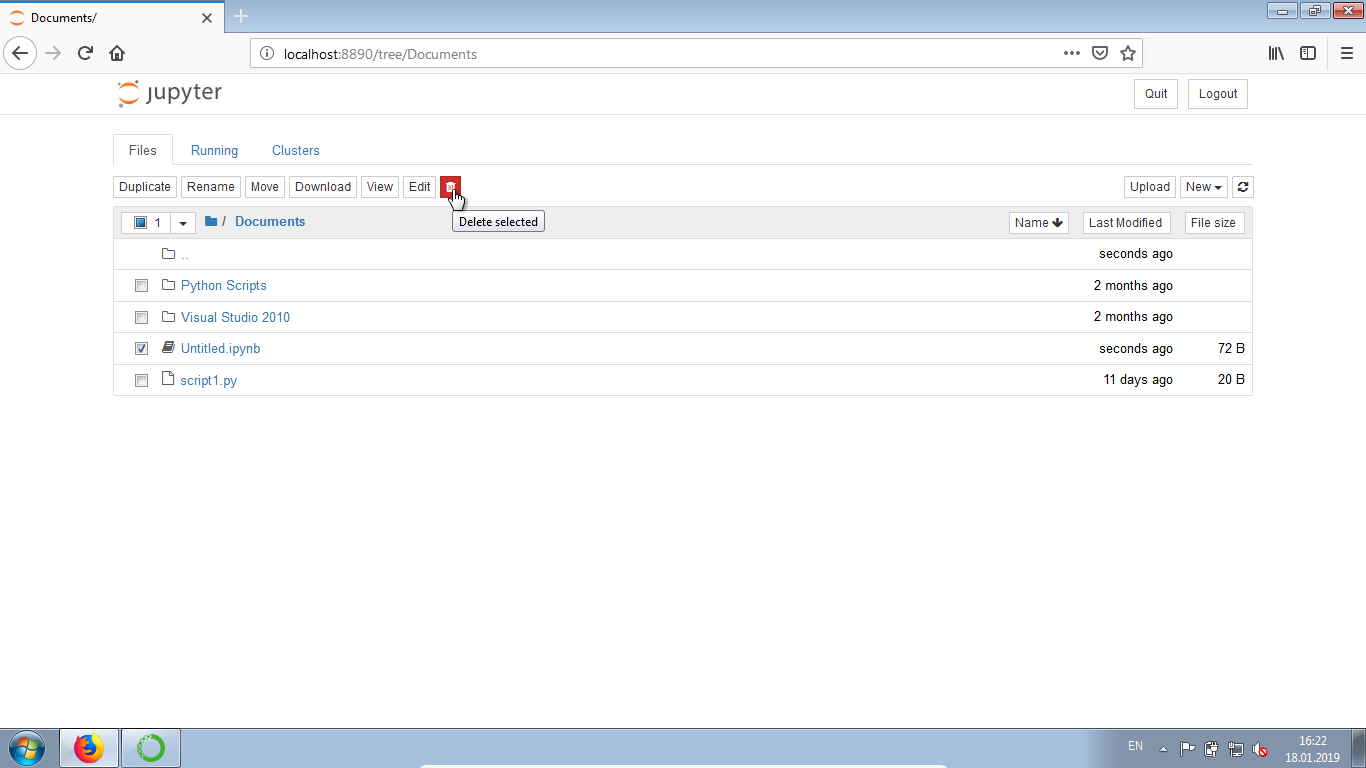 Documents/
localhost:8890/tree/Documents
jupyter
Quit Logout
Files Running Clusters
Duplicate Rename Move Download View Edit Upload New
Delete selected
1 / Documents Name Last Modified File size
.. seconds ago
Python Scripts 2 months ago
Visual Studio 2010 2 months ago
Untitled.ipynb seconds ago 72 B
script1.py 11 days ago 20 B
EN 16:22
18.01.2019